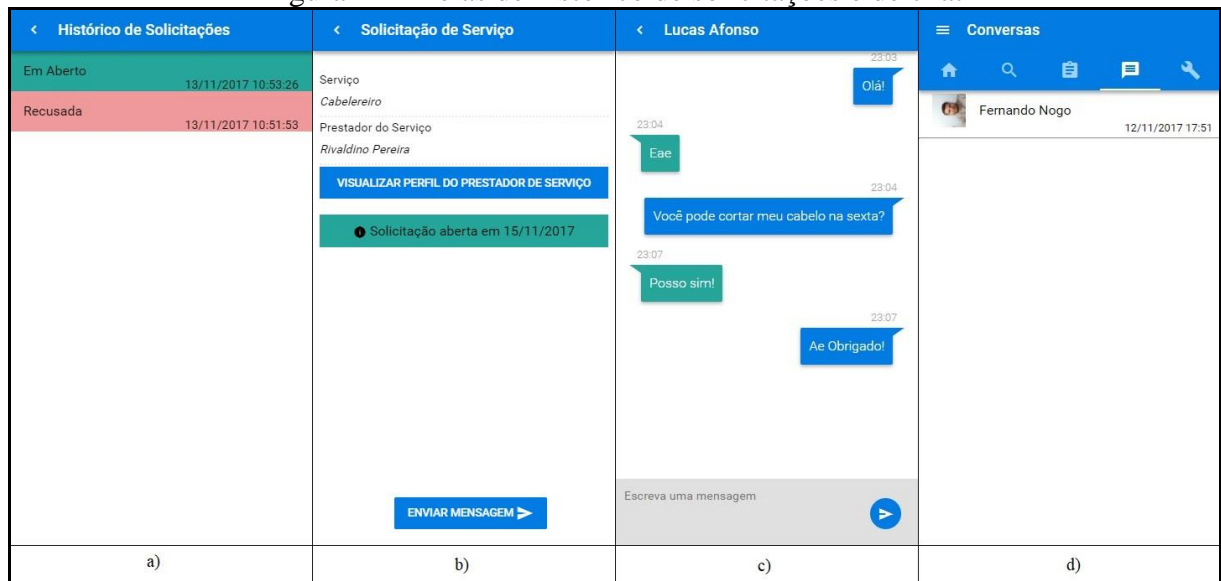 Histórico de Solicitações
Em Aberto
13/11/2017 10:53:26
Recusada
13/11/2017 10:51:53
a)
Solicitação de Serviço
Serviço
Cabelereiro
Prestador do Serviço
Rivaldino Pereira
VISUALIZAR PERFIL DO PRESTADOR DE SERVIÇO
Solicitação aberta em 15/11/2017
ENVIAR MENSAGEM
b)
Lucas Afonso
23:03
Olá!
23:04
Eae
23:04
Você pode cortar meu cabelo na sexta?
23:07
Posso sim!
23:07
Ae Obrigado!
Escreva uma mensagem
c)
Conversas
Fernando Nogo
12/11/2017 17:51
d)